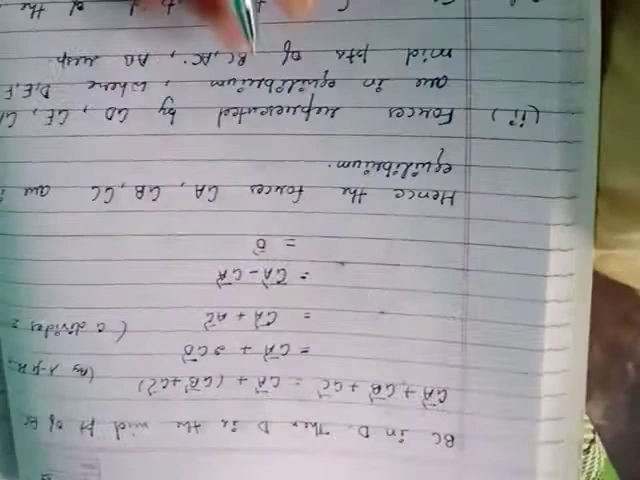 BC in D. Then D is the mid pt of BC
GA + GB + GC = GA + (GB + GC)
= GA + 2GD (by λ-μ
= GA + AG (G divides
= GA - GA
= 0
Hence the forces GA, GB, GC are
equilibrium.
(ii) Forces represented by GD, GE, G
are in equilibrium, where D, E, F
mid pts of BC, AC, AB resp.
the